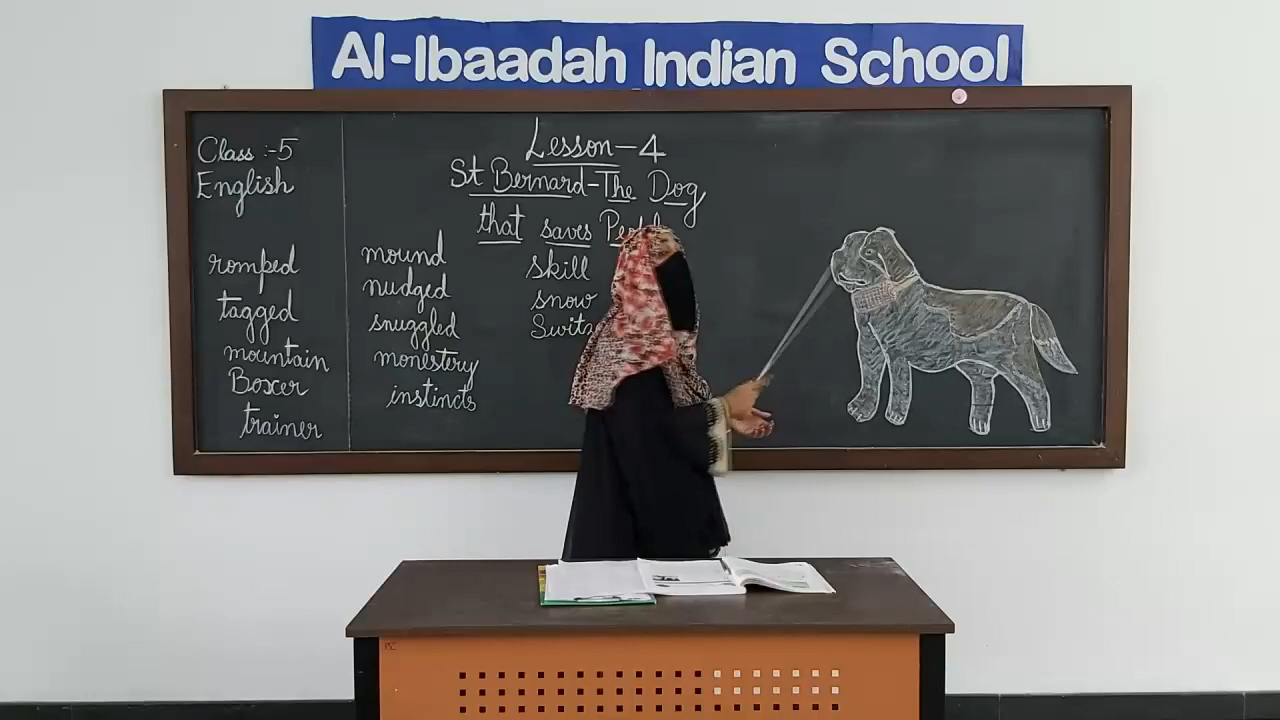 Al-Ibaadah Indian School
Class :-5
English
romped
tagged
mountain
Boxer
trainer
Lesson-4
St Bernard-The Dog
that saves
mound
nudged
snuggled
monestery
instincts
skill
snow